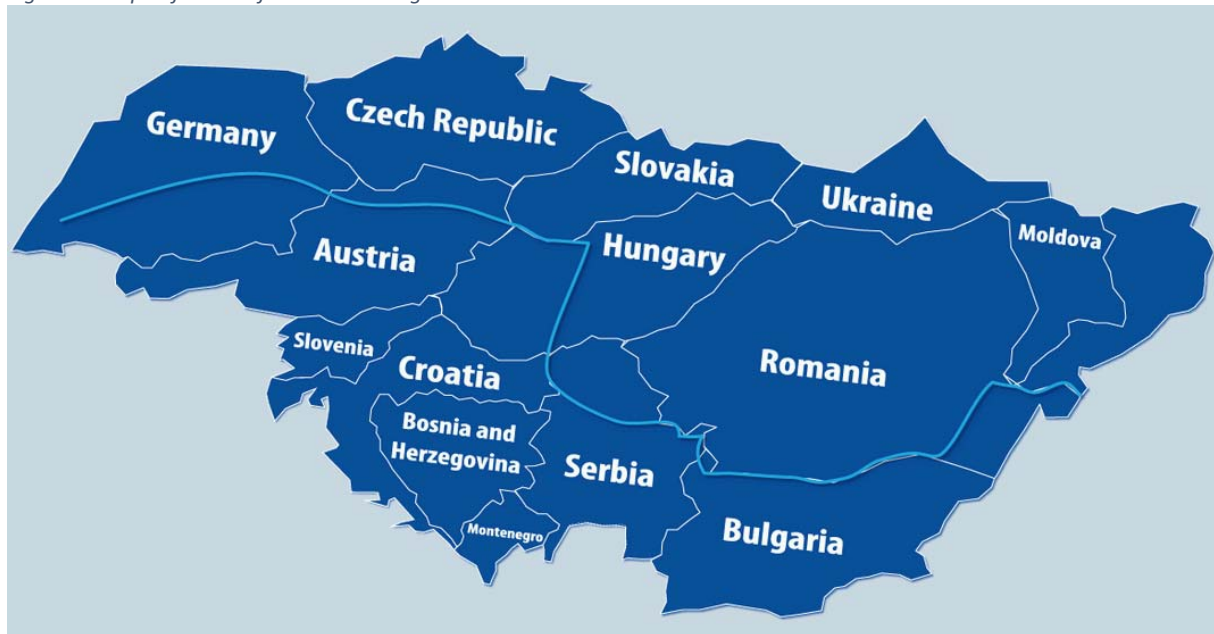 Germany
Czech Republic
Slovakia
Ukraine
Moldova
Austria
Hungary
Slovenia
Croatia
Romania
Bosnia and
Herzegovina
Serbia
Montenegro
Bulgaria